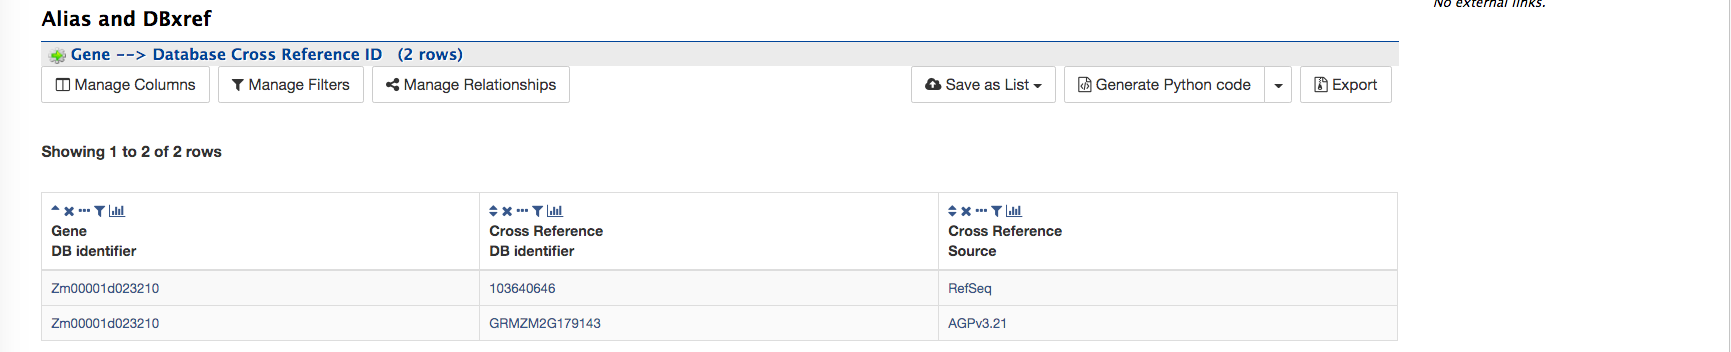 No external links.
Alias and DBxref
Gene --> Database Cross Reference ID (2 rows)
Manage Columns Manage Filters Manage Relationships Save as List Generate Python code Export
Showing 1 to 2 of 2 rows
Gene Cross Reference Cross Reference
DB identifier DB identifier Source
Zm00001d023210 103640646 RefSeq
Zm00001d023210 GRMZM2G179143 AGPv3.21